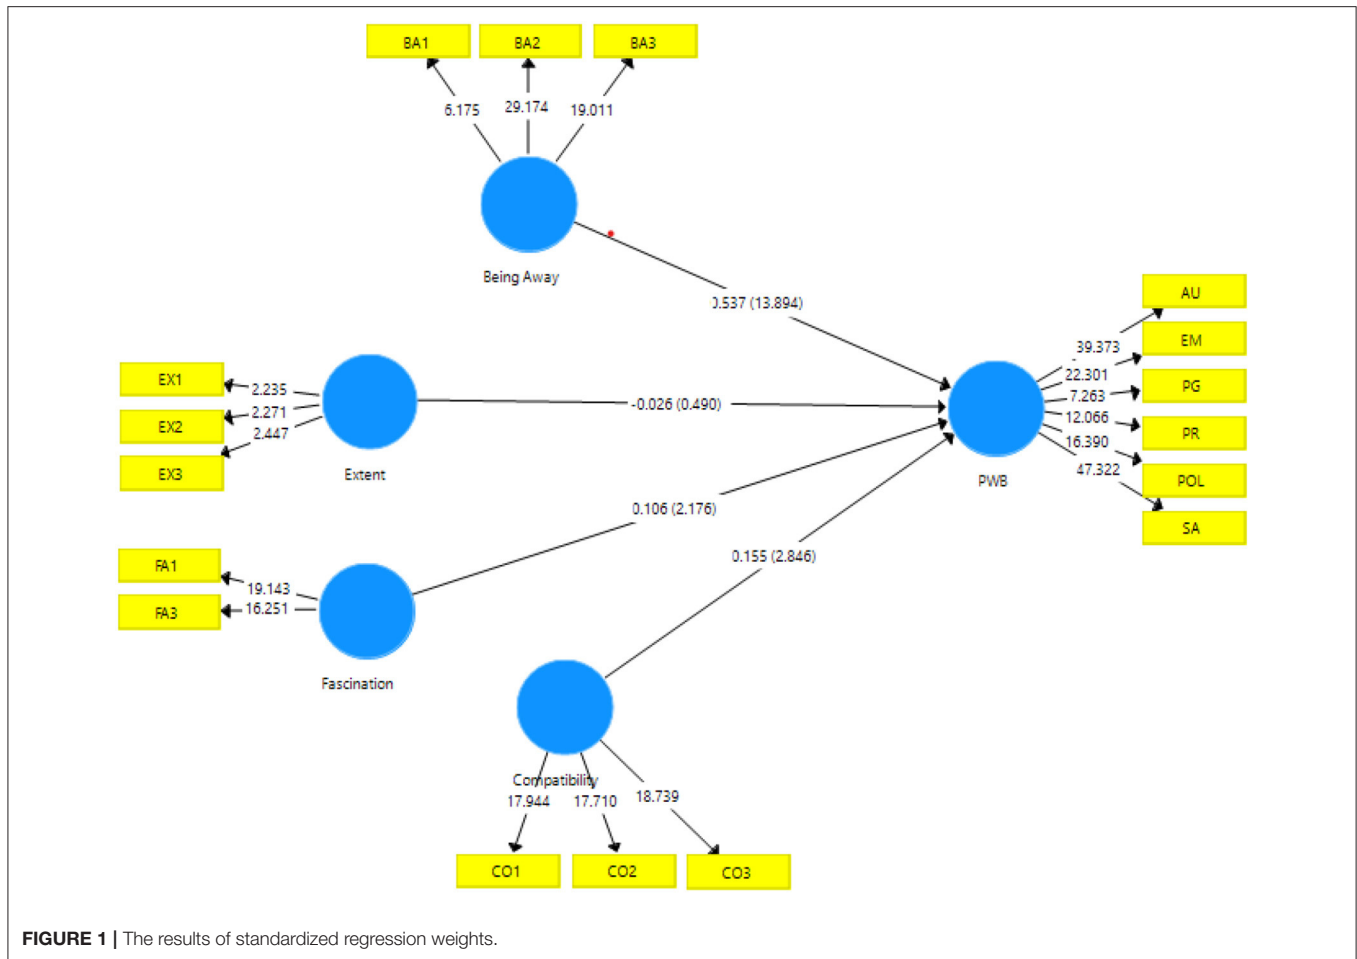 BA1 BA2 BA3
6.175 29.174 19.011
Being Away
0.537 (13.894)
EX1
EX2
EX3
2.235
2.271
2.447
Extent
-0.026 (0.490)
FA1
FA3
19.143
16.251
Fascination
0.106 (2.176)
Compatibility
17.944 17.710 18.739
CO1 CO2 CO3
0.155 (2.846)
PWB
39.373
22.301
7.263
12.066
16.390
47.322
AU
EM
PG
PR
POL
SA
FIGURE 1 | The results of standardized regression weights.